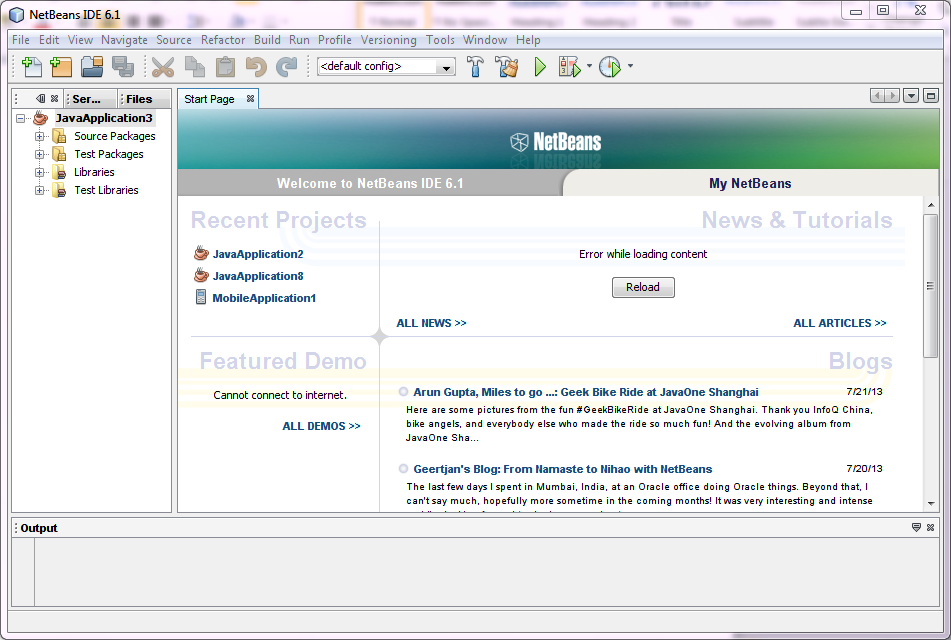 NetBeans IDE 6.1
File Edit View Navigate Source Refactor Build Run Profile Versioning Tools Window Help
<default config>
Ser... Files
Start Page
JavaApplication3
Source Packages
Test Packages
Libraries
Test Libraries
NetBeans
Welcome to NetBeans IDE 6.1
My NetBeans
Recent Projects
JavaApplication2
JavaApplication8
MobileApplication1
News & Tutorials
Error while loading content
Reload
ALL NEWS >>
ALL ARTICLES >>
Featured Demo
Cannot connect to internet.
ALL DEMOS >>
Blogs
Arun Gupta, Miles to go ...: Geek Bike Ride at JavaOne Shanghai 7/21/13
Here are some pictures from the fun #GeekBikeRide at JavaOne Shanghai. Thank you InfoQ China,
bike angels, and everybody else who made the ride so much fun! And the evolving album from
JavaOne Sha...
Geertjan's Blog: From Namaste to Nihao with NetBeans 7/20/13
The last few days I spent in Mumbai, India, at an Oracle office doing Oracle things. Beyond that, I
can't say much, hopefully more sometime in the coming months! It was very interesting and intense
Output